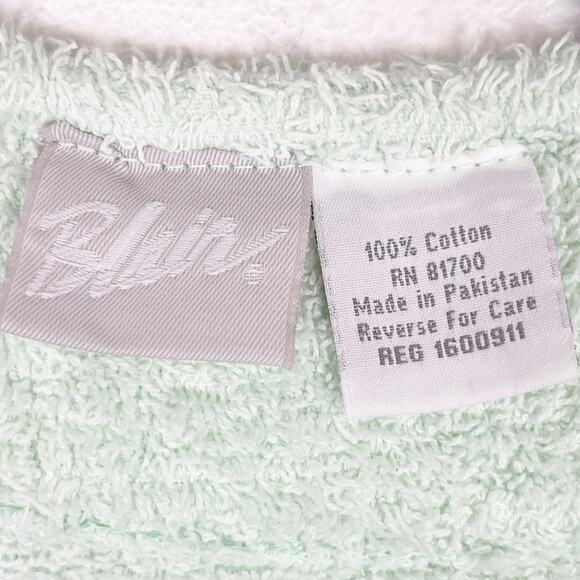 Blair.
100% Cotton
RN 81700
Made in Pakistan
Reverse For Care
REG 1600911